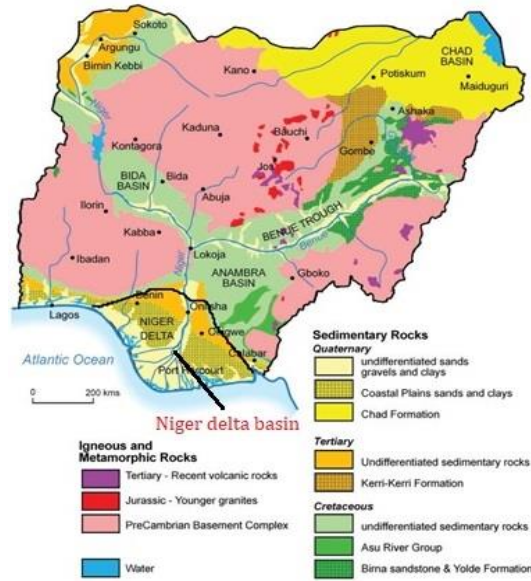 Sokoto
Argungu
Birnin Kebbi
CHAD
BASIN
Kano
Potiskum
Maiduguri
Niger
Ashaka
Kaduna
Bauchi
Kontagora
Gombe
Jos
BIDA
BASIN
Bida
Abuja
Ilorin
BENUE TROUGH
Benue
Kabba
Lokoja
Ibadan
ANAMBRA
BASIN
Gboko
Niger
Lagos
Benin
Onitsha
NIGER
DELTA
Calabar
Port Harcourt
Atlantic Ocean
0 200 kms
Niger delta basin
Igneous and
Metamorphic Rocks
Tertiary - Recent volcanic rocks
Jurassic - Younger granites
PreCambrian Basement Complex
Water
Sedimentary Rocks
Quaternary
undifferentiated sands
gravels and clays
Coastal Plains sands and clays
Chad Formation
Tertiary
Undifferentiated sedimentary rocks
Kerri-Kerri Formation
Cretaceous
undifferentiated sedimentary rocks
Asu River Group
Birna sandstone & Yolde Formation